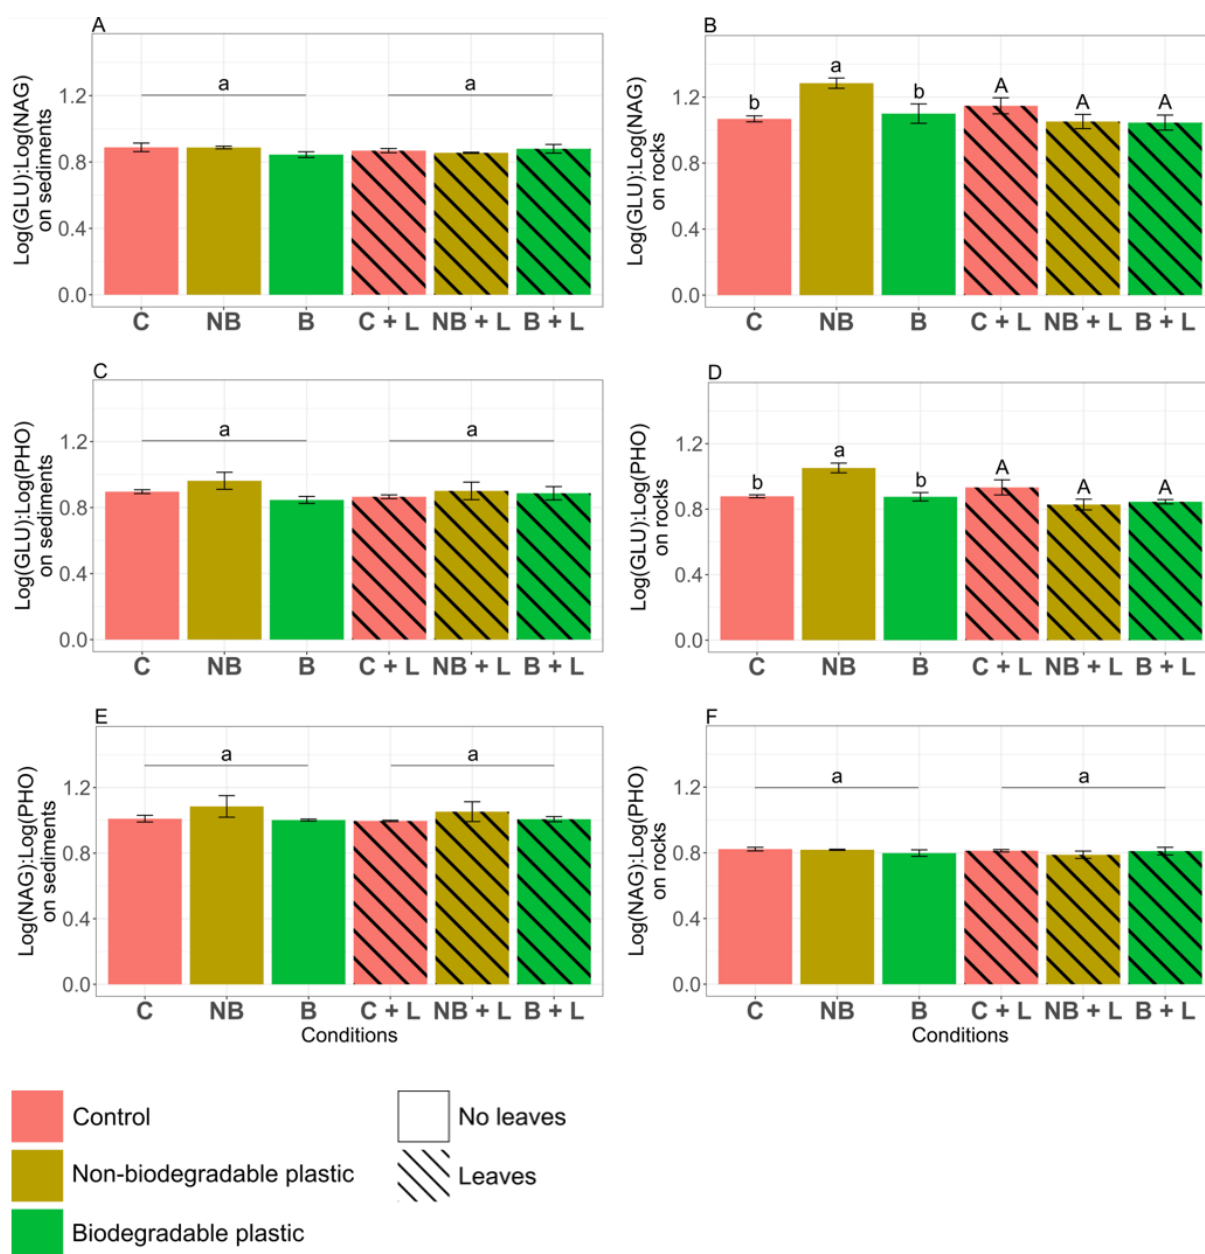 A
Log(GLU):Log(NAG)
on sediments
1.2
0.8
0.4
0.0
a
a
C NB B C + L NB + L B + L
B
Log(GLU):Log(NAG)
on rocks
1.2
0.8
0.4
0.0
b a b A A A
C NB B C + L NB + L B + L
C
Log(GLU):Log(PHO)
on sediments
1.2
0.8
0.4
0.0
a
a
C NB B C + L NB + L B + L
D
Log(GLU):Log(PHO)
on rocks
1.2
0.8
0.4
0.0
b a b A A A
C NB B C + L NB + L B + L
E
Log(NAG):Log(PHO)
on sediments
1.2
0.8
0.4
0.0
a
a
C NB B C + L NB + L B + L
Conditions
F
Log(NAG):Log(PHO)
on rocks
1.2
0.8
0.4
0.0
a
a
C NB B C + L NB + L B + L
Conditions
Control
Non-biodegradable plastic
Biodegradable plastic
No leaves
Leaves